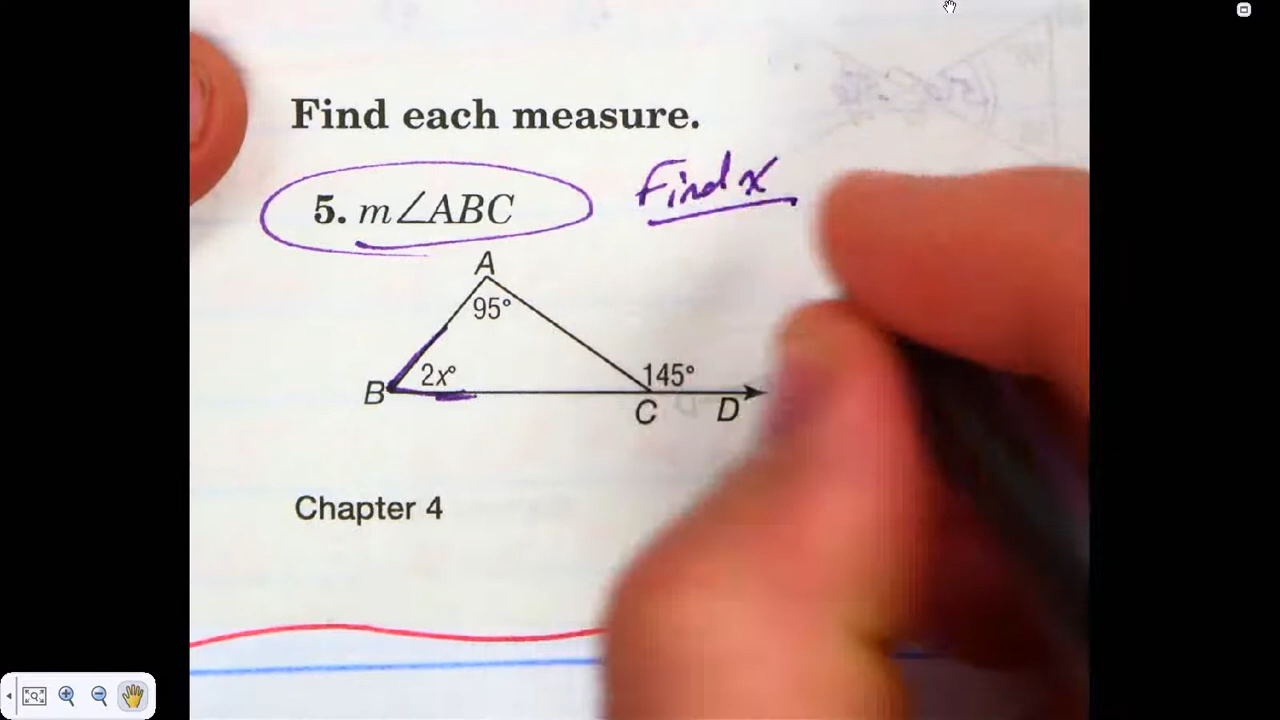 Find each measure.
5. m∠ABC
Find x
A
95°
B
2x°
145°
C
D
Chapter 4